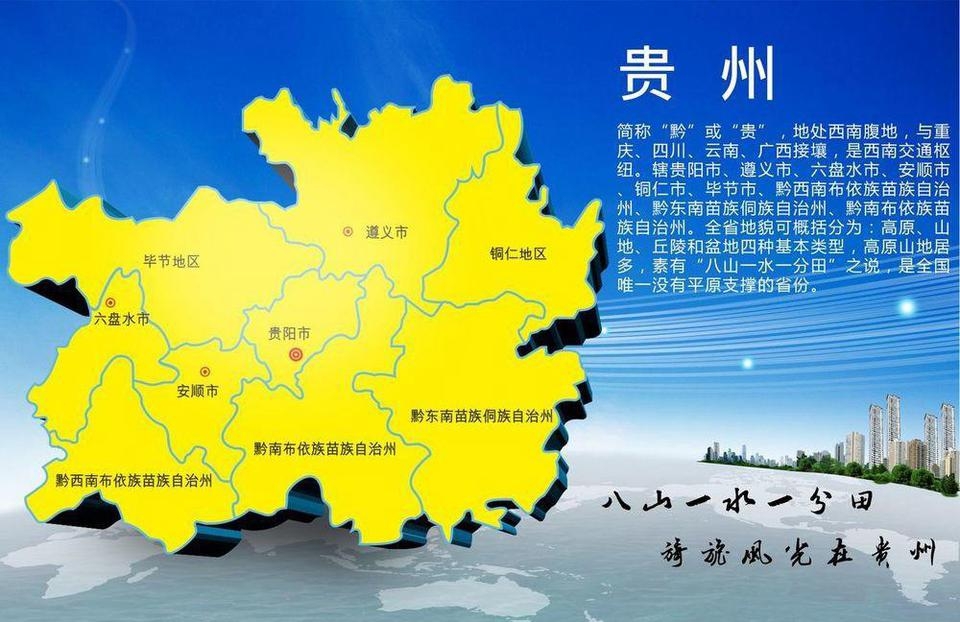 贵州
简称“黔”或“贵”，地处西南腹地，与重
庆、四川、云南、广西接壤，是西南交通枢
纽。辖贵阳市、遵义市、六盘水市、安顺市
、铜仁市、毕节市、黔西南布依族苗族自治
州、黔东南苗族侗族自治州、黔南布依族苗
族自治州。全省地貌可概括分为：高原、山
地、丘陵和盆地四种基本类型，高原山地居
多，素有“八山一水一分田”之说，是全国
唯一没有平原支撑的省份。
遵义市
铜仁地区
毕节地区
六盘水市
贵阳市
安顺市
黔东南苗族侗族自治州
黔南布依族苗族自治州
黔西南布依族苗族自治州
八山一水一分田
旖旎风光在贵州